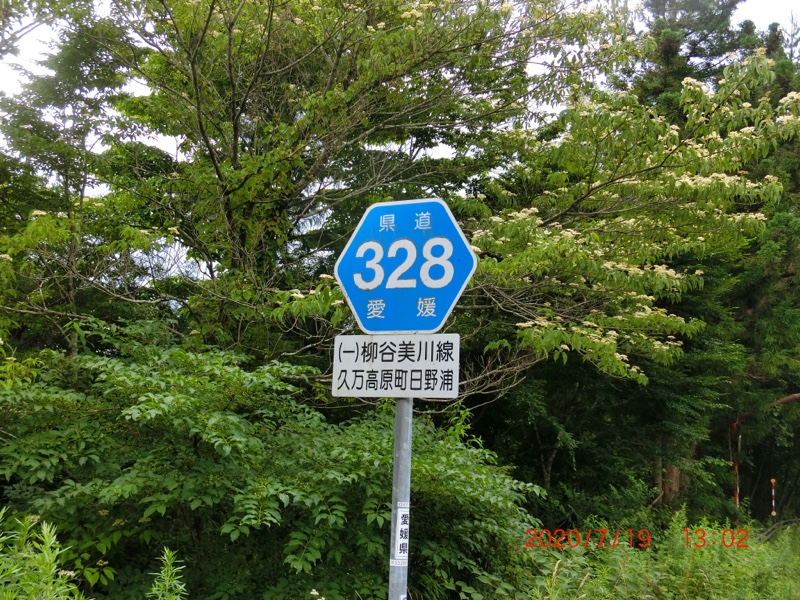 県道
328
愛媛
(一)柳谷美川線
久万高原町日野浦
愛媛県
2020/7/19 13:02